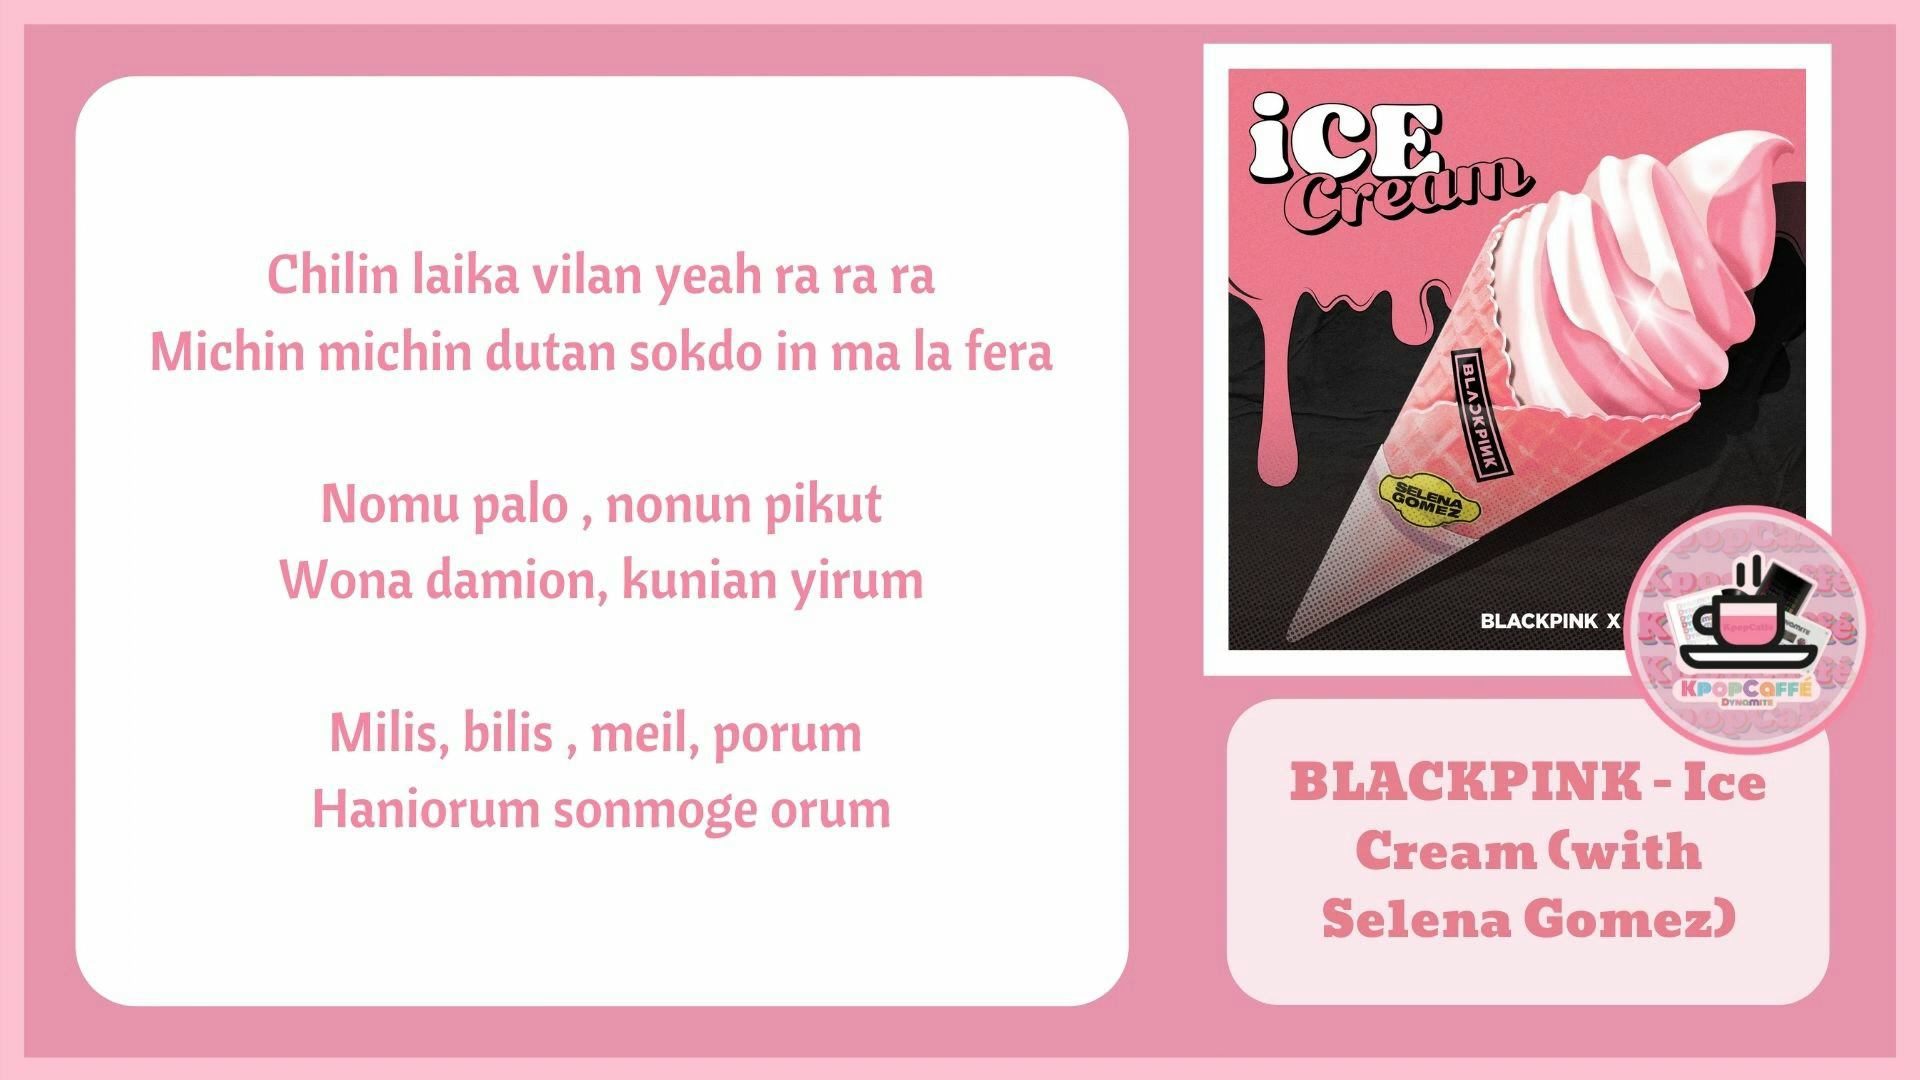 Chilin laika vilan yeah ra ra ra
Michin michin dutan sokdo in ma la fera
Nomu palo , nonun pikut
Wona damion, kunian yirum
Milis, bilis , meil, porum
Haniorum sonmoge orum
iCE
Cream
BLACKPINK
SELENA
GOMEZ
BLACKPINK X
KpopCaffé
KPOPCAFFÉ
DYNAMITE
BLACKPINK - Ice
Cream (with
Selena Gomez)